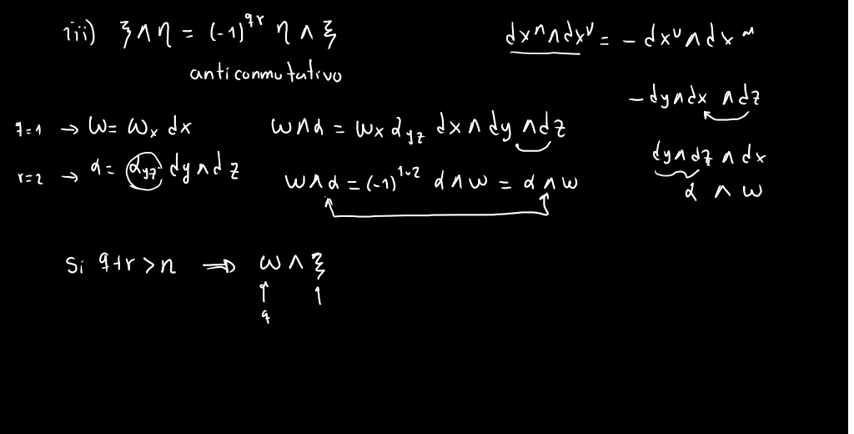 iii) ξ∧η = (-1)^{qr} η∧ξ
anticonmutativo
dx^μ∧dx^ν = - dx^ν∧dx^μ
-dy∧dx∧dz
q=1 → ω = ω_x dx
ω∧α = ω_x α_{yz} dx∧dy∧dz
dy∧dz∧dx
r=2 → α = α_{yz} dy∧dz
ω∧α = (-1)^{1·2} α∧ω = α∧ω
α∧ω
Si q+r>n ⇒ ω∧ξ
q